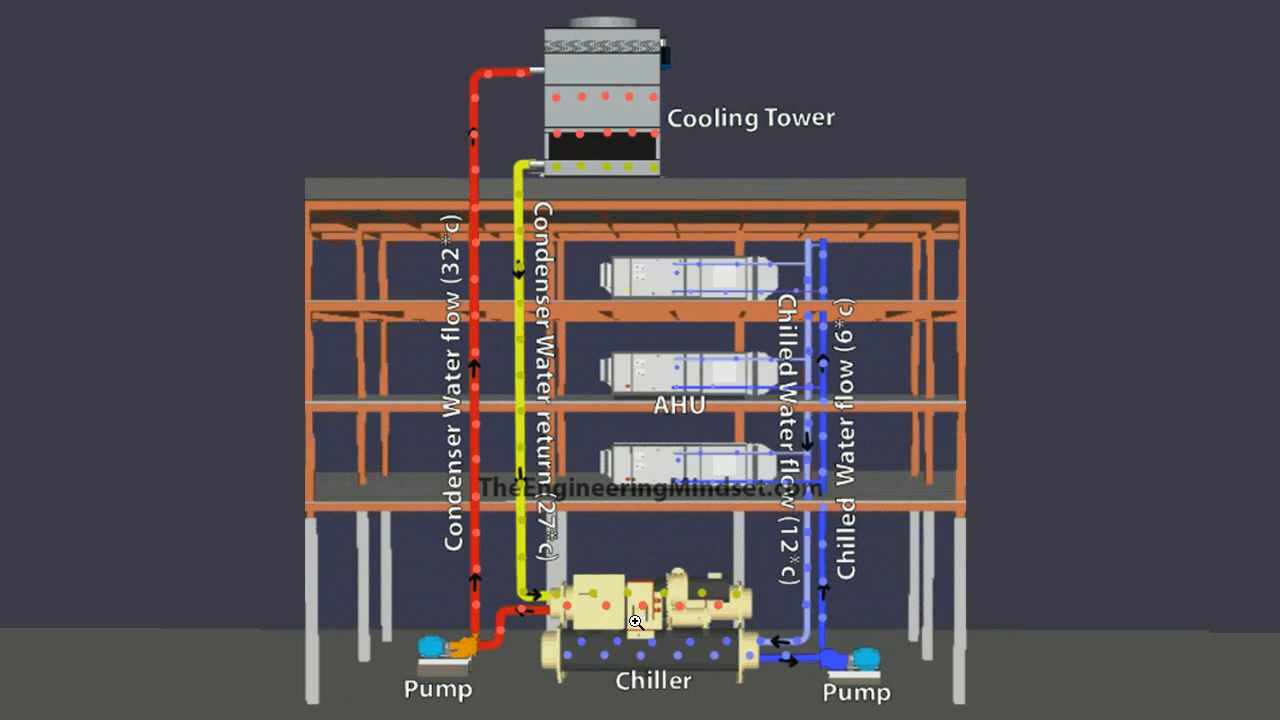 Cooling Tower
Condenser Water flow (32*c)
Condenser Water return (27*c)
Chilled Water flow (12*c)
Chilled Water flow (6*c)
AHU
TheEngineeringMindset.com
Chiller
Pump
Pump